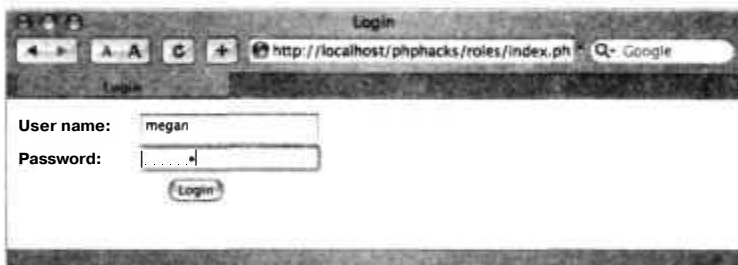 Login
A A C + http://localhost/phphacks/roles/index.ph Q Google
Login
User name: megan
Password:
Login